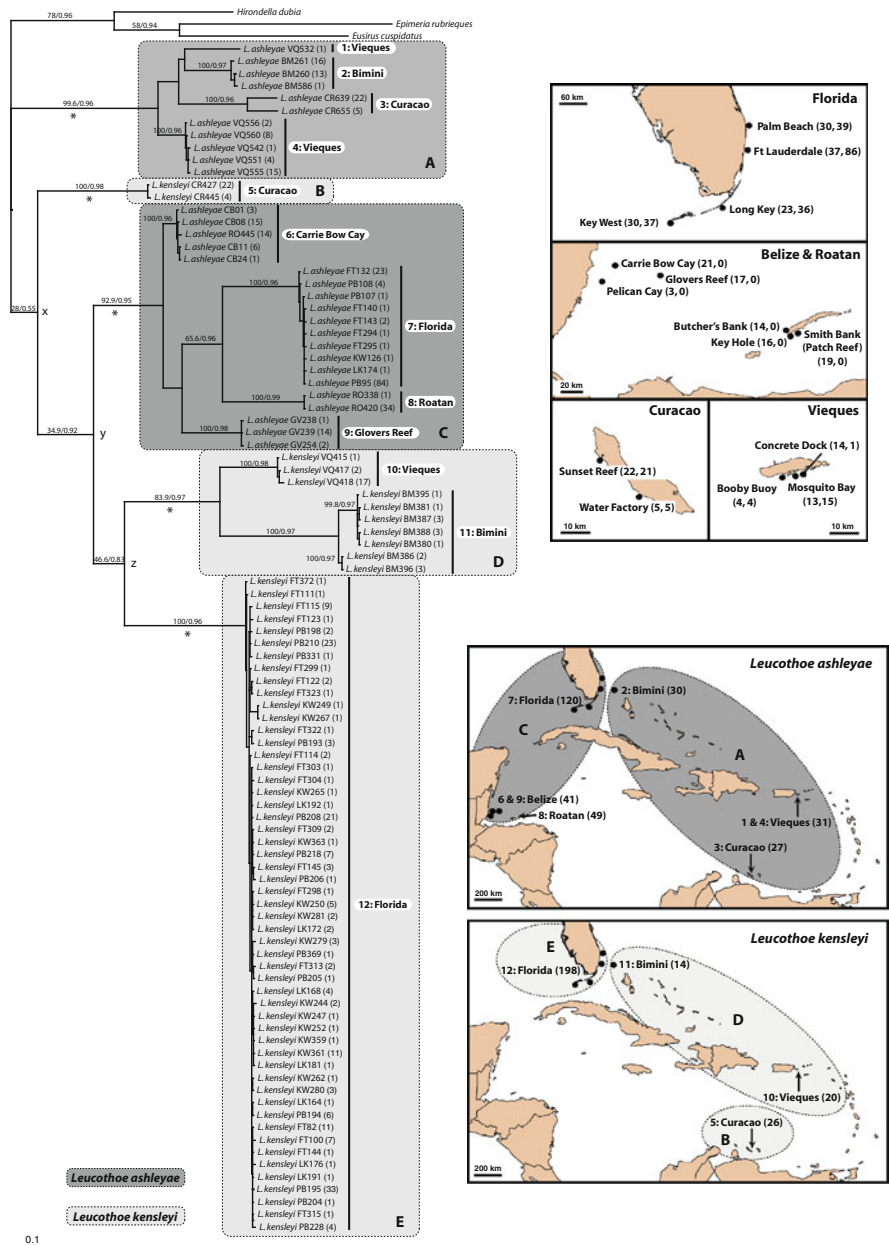 78/96
Hirondella dubia
58/0.94
Epimeria rubrieques
Eusirus cuspidatus
L.ashleyae VQ532 (1)
1: Vieques
100/0.97
L.ashleyae BM261 (16)
L.ashleyae BM260 (13)
L.ashleyae BM586 (1)
2: Bimini
99.6/0.96
*
100/0.96
L.ashleyae CR639 (22)
L.ashleyae CR655 (5)
3: Curacao
100/0.96
L.ashleyae VQ556 (2)
L.ashleyae VQ560 (8)
L.ashleyae VQ542 (1)
L.ashleyae VQ551 (4)
L.ashleyae VQ555 (15)
4: Vieques
A
100/0.98
*
L.kensleyi CR427 (22)
L.kensleyi CR445 (4)
5: Curacao
B
100/0.96
L.ashleyae CB01 (3)
L.ashleyae CB08 (15)
L.ashleyae RO445 (14)
L.ashleyae CB11 (6)
L.ashleyae CB24 (1)
6: Carrie Bow Cay
28/0.55
x
92.9/0.95
*
100/0.96
L.ashleyae FT132 (23)
L.ashleyae PB108 (4)
L.ashleyae PB107 (1)
L.ashleyae FT140 (1)
L.ashleyae FT143 (2)
L.ashleyae FT294 (1)
L.ashleyae FT295 (1)
L.ashleyae KW126 (1)
L.ashleyae LK174 (1)
L.ashleyae PB95 (84)
7: Florida
65.6/0.96
100/0.99
L.ashleyae RO338 (1)
L.ashleyae RO420 (34)
8: Roatan
100/0.98
L.ashleyae GV238 (1)
L.ashleyae GV239 (14)
L.ashleyae GV254 (2)
9: Glovers Reef
C
34.9/0.92
y
100/0.98
L.kensleyi VQ415 (1)
L.kensleyi VQ417 (2)
L.kensleyi VQ418 (17)
10: Vieques
83.9/0.97
*
99.8/0.97
L.kensleyi BM395 (1)
L.kensleyi BM381 (1)
L.kensleyi BM387 (3)
L.kensleyi BM388 (3)
L.kensleyi BM380 (1)
100/0.97
100/0.97
L.kensleyi BM386 (2)
L.kensleyi BM396 (3)
11: Bimini
D
46.6/0.83
z
100/0.96
*
L.kensleyi FT372 (1)
L.kensleyi FT111(1)
L.kensleyi FT115 (9)
L.kensleyi FT123 (1)
L.kensleyi PB198 (2)
L.kensleyi PB210 (23)
L.kensleyi PB331 (1)
L.kensleyi FT299 (1)
L.kensleyi FT122 (2)
L.kensleyi FT323 (1)
L.kensleyi KW249 (1)
L.kensleyi KW267 (1)
L.kensleyi FT322 (1)
L.kensleyi PB193 (3)
L.kensleyi FT114 (2)
L.kensleyi FT303 (1)
L.kensleyi FT304 (1)
L.kensleyi KW265 (1)
L.kensleyi LK192 (1)
L.kensleyi PB208 (21)
L.kensleyi FT309 (2)
L.kensleyi KW363 (1)
L.kensleyi PB218 (7)
L.kensleyi FT145 (3)
L.kensleyi PB206 (1)
L.kensleyi FT298 (1)
L.kensleyi KW250 (5)
L.kensleyi KW281 (2)
L.kensleyi LK172 (2)
L.kensleyi KW279 (3)
L.kensleyi PB369 (1)
L.kensleyi FT313 (2)
L.kensleyi PB205 (1)
L.kensleyi LK168 (4)
L.kensleyi KW244 (2)
L.kensleyi KW247 (1)
L.kensleyi KW252 (1)
L.kensleyi KW359 (1)
L.kensleyi KW361 (11)
L.kensleyi LK181 (1)
L.kensleyi KW262 (1)
L.kensleyi KW280 (3)
L.kensleyi LK164 (1)
L.kensleyi PB194 (6)
L.kensleyi FT82 (11)
L.kensleyi FT100 (7)
L.kensleyi FT144 (1)
L.kensleyi LK176 (1)
L.kensleyi LK191 (1)
L.kensleyi PB195 (33)
L.kensleyi PB204 (1)
L.kensleyi FT315 (1)
L.kensleyi PB228 (4)
12: Florida
E
Leucothoe ashleyae
Leucothoe kensleyi
0.1
60 km
Florida
Palm Beach (30, 39)
Ft Lauderdale (37, 86)
Long Key (23, 36)
Key West (30, 37)
Belize & Roatan
Carrie Bow Cay (21, 0)
Glovers Reef (17, 0)
Pelican Cay (3, 0)
Butcher's Bank (14, 0)
Key Hole (16, 0)
Smith Bank
(Patch Reef)
(19, 0)
20 km
Curacao
Sunset Reef (22, 21)
Water Factory (5, 5)
10 km
Vieques
Concrete Dock (14, 1)
Booby Buoy
(4, 4)
Mosquito Bay
(13,15)
10 km
Leucothoe ashleyae
7: Florida (120)
2: Bimini (30)
C
A
6 & 9: Belize (41)
8: Roatan (49)
1 & 4: Vieques (31)
3: Curacao (27)
200 km
Leucothoe kensleyi
E
12: Florida (198)
11: Bimini (14)
D
10: Vieques (20)
5: Curacao (26)
B
200 km